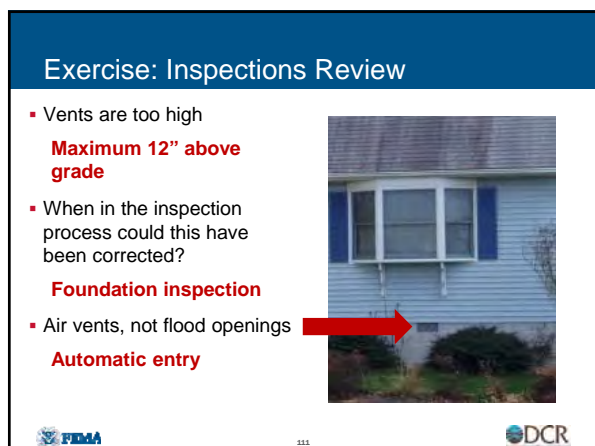 Exercise: Inspections Review
▪ Vents are too high
Maximum 12” above
grade
▪ When in the inspection
process could this have
been corrected?
Foundation inspection
▪ Air vents, not flood openings
Automatic entry
FEMA
111
DCR